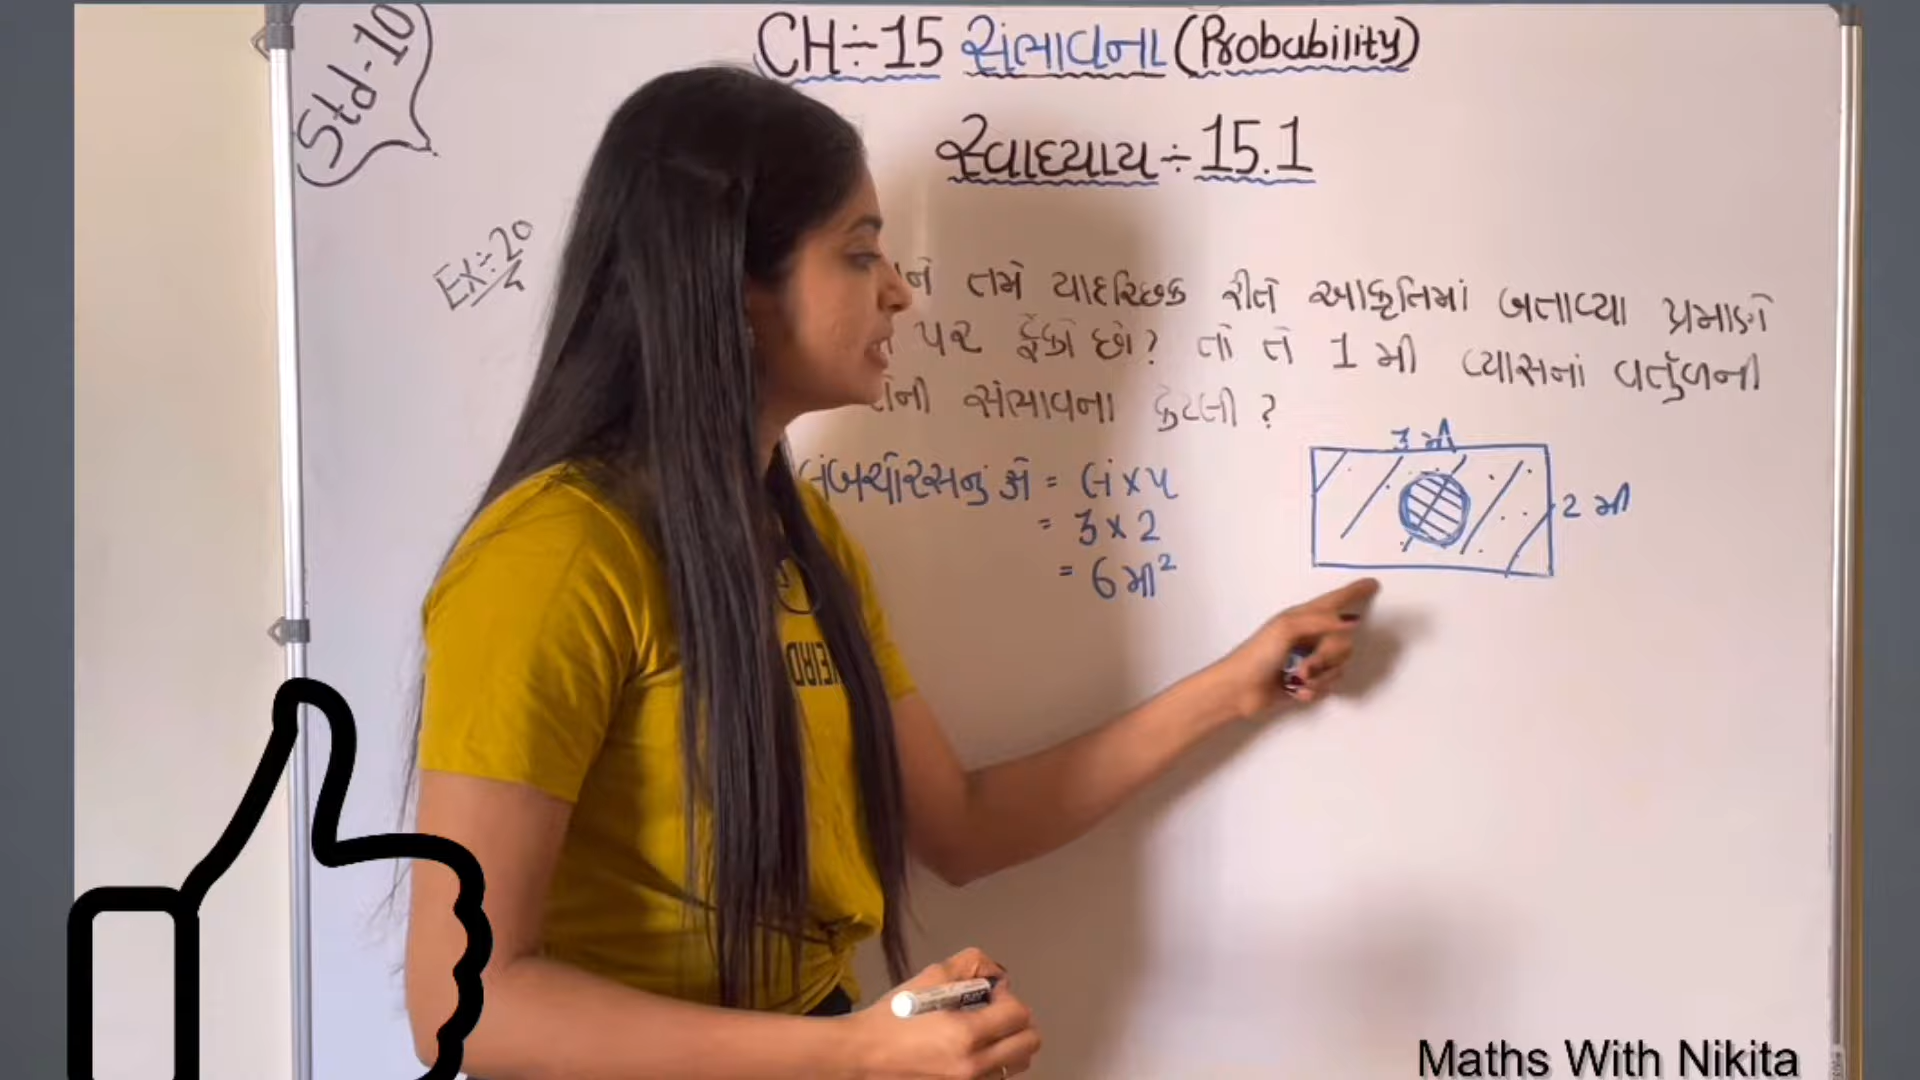 Std-10
CH÷15 સંભાવના (Probability)
સ્વાધ્યાય÷15.1
Ex÷20
તમે યાદચ્છિક રીતે આકૃતિમાં બતાવ્યા પ્રમાણે
પર ફેંકો છો? તો તે 1 મી વ્યાસનાં વર્તુળની
સંભાવના કેટલી?
3 મી
લંબચોરસનું ક્ષે = લં × પ
= 3 × 2
= 6 મી²
2 મી
Maths With Nikita